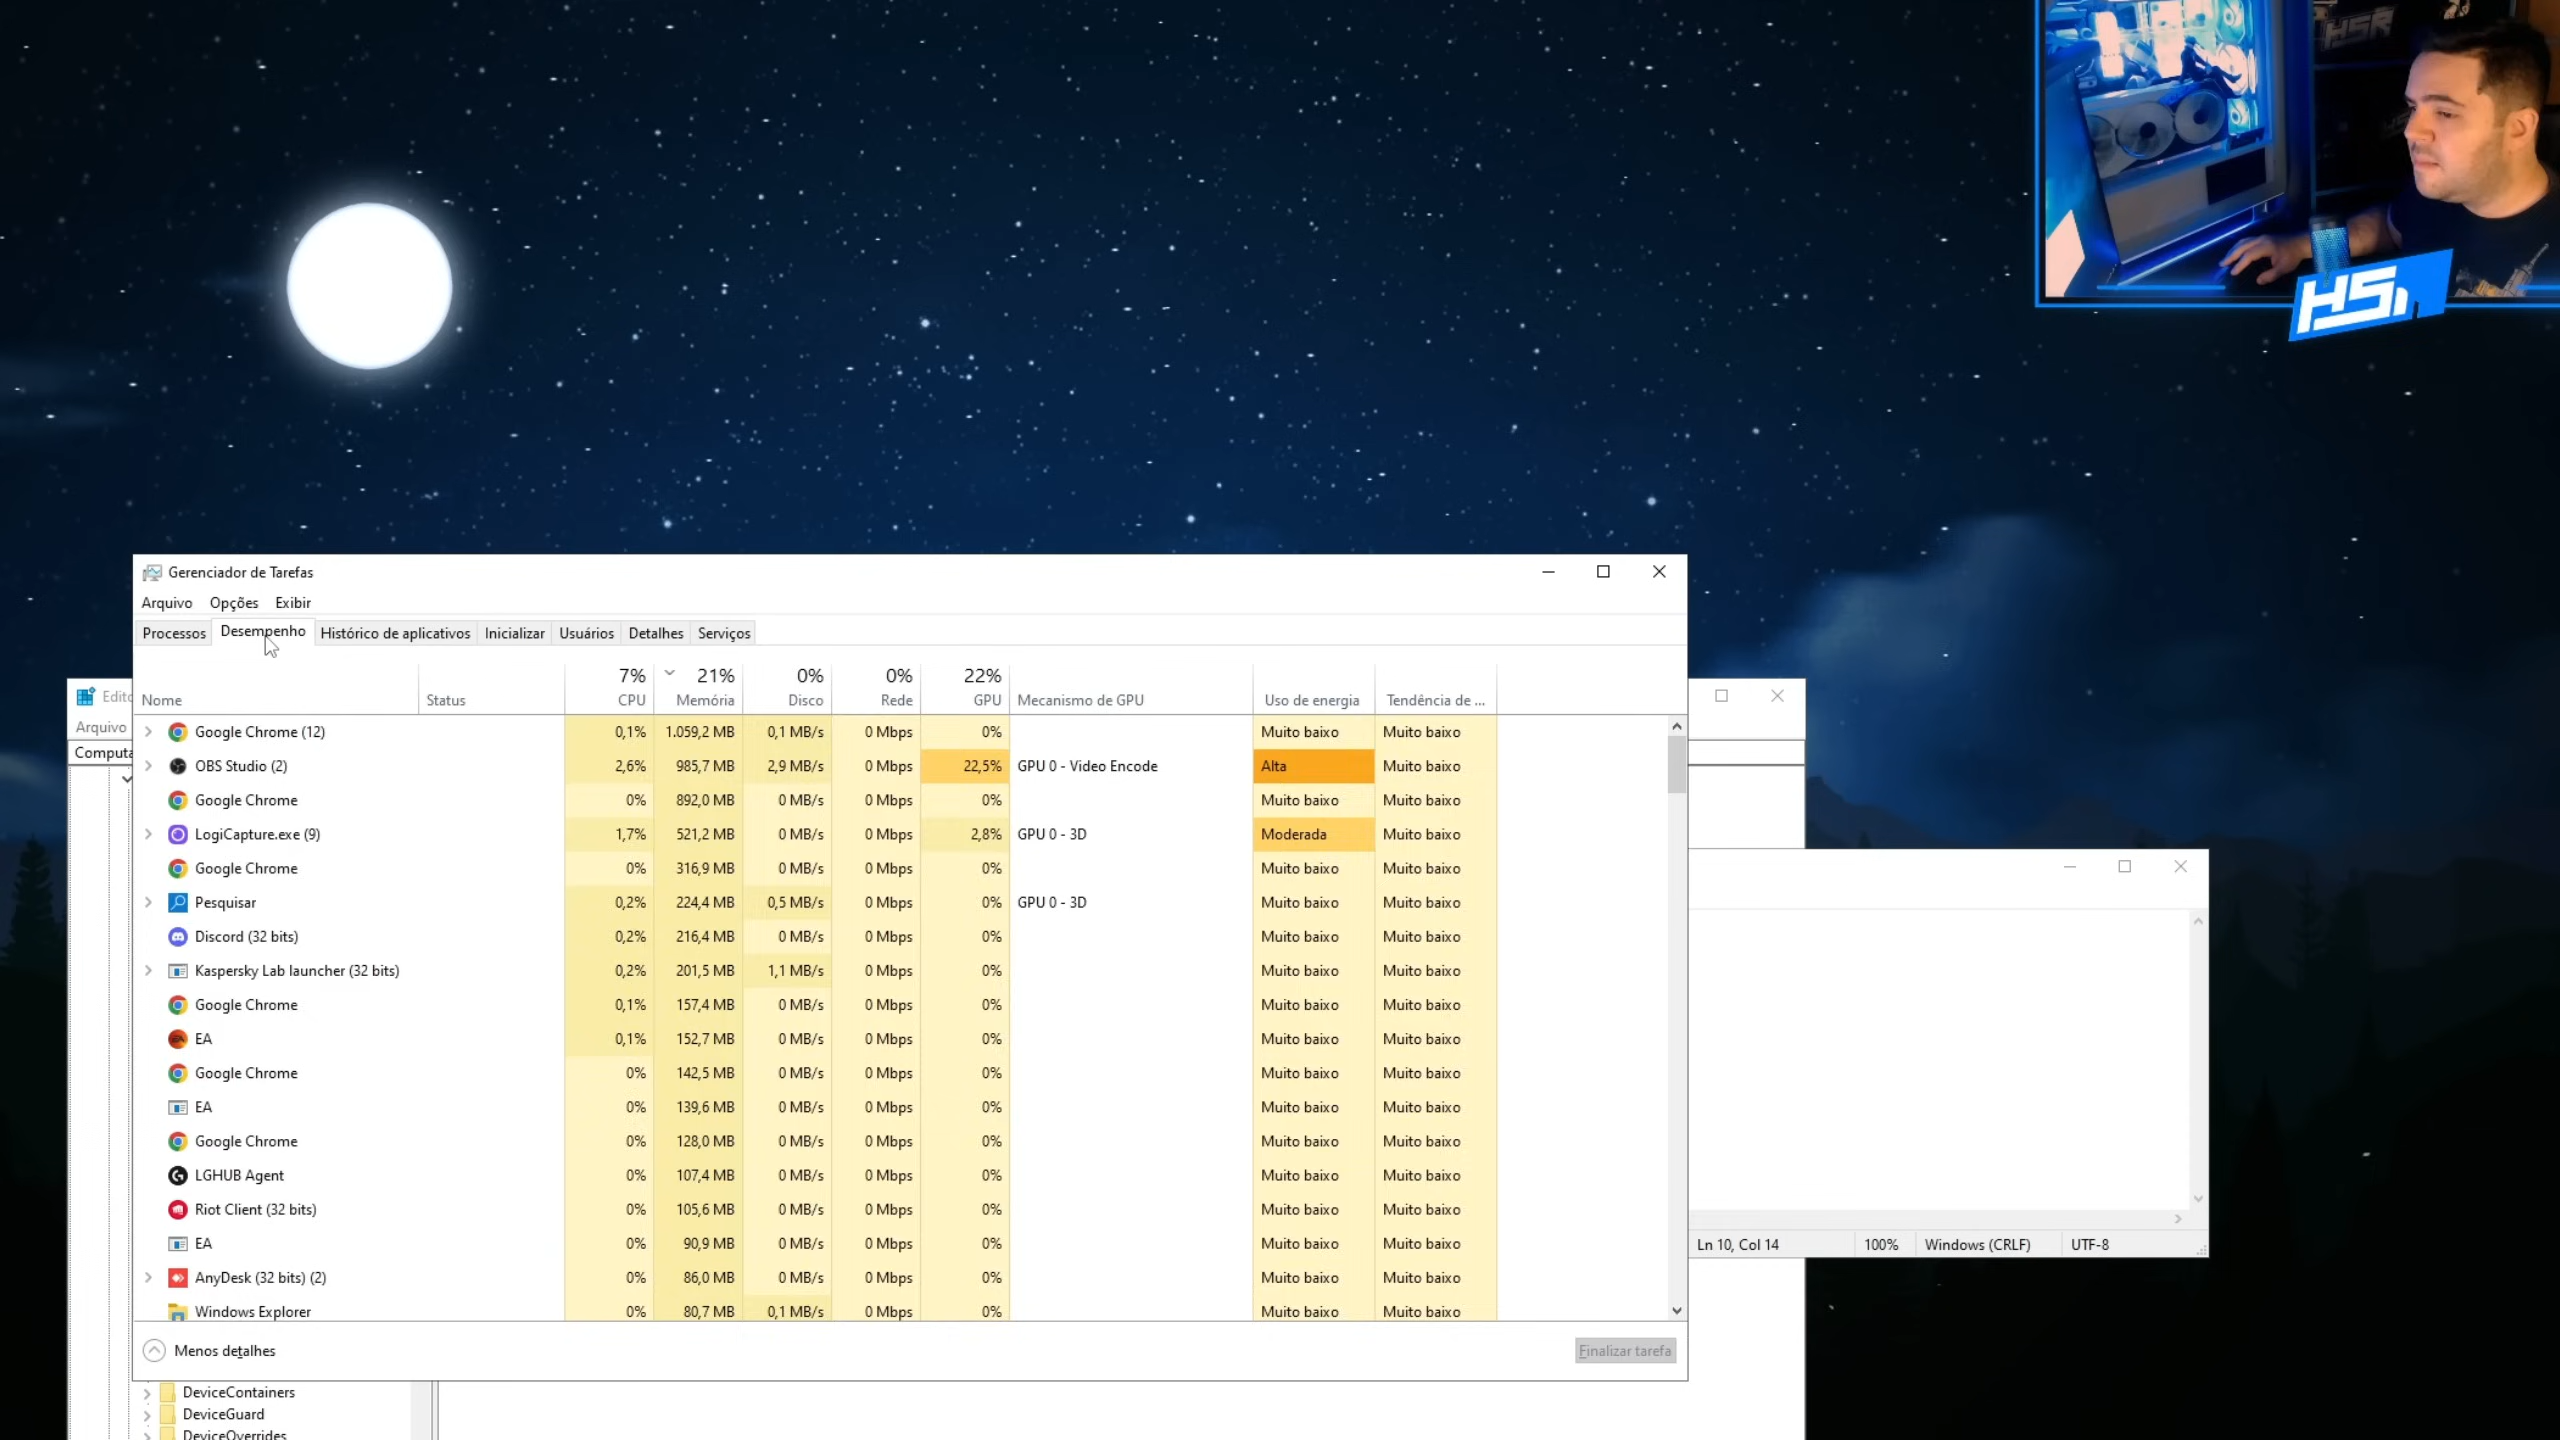 HSR
HSR
Gerenciador de Tarefas
Arquivo Opções Exibir
Processos Desempenho Histórico de aplicativos Inicializar Usuários Detalhes Serviços
7% 21% 0% 0% 22%
Nome Status CPU Memória Disco Rede GPU Mecanismo de GPU Uso de energia Tendência de ...
Google Chrome (12) 0,1% 1.059,2 MB 0,1 MB/s 0 Mbps 0% Muito baixo Muito baixo
OBS Studio (2) 2,6% 985,7 MB 2,9 MB/s 0 Mbps 22,5% GPU 0 - Video Encode Alta Muito baixo
Google Chrome 0% 892,0 MB 0 MB/s 0 Mbps 0% Muito baixo Muito baixo
LogiCapture.exe (9) 1,7% 521,2 MB 0 MB/s 0 Mbps 2,8% GPU 0 - 3D Moderada Muito baixo
Google Chrome 0% 316,9 MB 0 MB/s 0 Mbps 0% Muito baixo Muito baixo
Pesquisar 0,2% 224,4 MB 0,5 MB/s 0 Mbps 0% GPU 0 - 3D Muito baixo Muito baixo
Discord (32 bits) 0,2% 216,4 MB 0 MB/s 0 Mbps 0% Muito baixo Muito baixo
Kaspersky Lab launcher (32 bits) 0,2% 201,5 MB 1,1 MB/s 0 Mbps 0% Muito baixo Muito baixo
Google Chrome 0,1% 157,4 MB 0 MB/s 0 Mbps 0% Muito baixo Muito baixo
EA 0,1% 152,7 MB 0 MB/s 0 Mbps 0% Muito baixo Muito baixo
Google Chrome 0% 142,5 MB 0 MB/s 0 Mbps 0% Muito baixo Muito baixo
EA 0% 139,6 MB 0 MB/s 0 Mbps 0% Muito baixo Muito baixo
Google Chrome 0% 128,0 MB 0 MB/s 0 Mbps 0% Muito baixo Muito baixo
LGHUB Agent 0% 107,4 MB 0 MB/s 0 Mbps 0% Muito baixo Muito baixo
Riot Client (32 bits) 0% 105,6 MB 0 MB/s 0 Mbps 0% Muito baixo Muito baixo
EA 0% 90,9 MB 0 MB/s 0 Mbps 0% Muito baixo Muito baixo
AnyDesk (32 bits) (2) 0% 86,0 MB 0 MB/s 0 Mbps 0% Muito baixo Muito baixo
Windows Explorer 0% 80,7 MB 0,1 MB/s 0 Mbps 0% Muito baixo Muito baixo
Menos detalhes Finalizar tarefa
Edito
Arquivo
Computa
DeviceContainers
DeviceGuard
DeviceOverrides
Ln 10, Col 14 100% Windows (CRLF) UTF-8